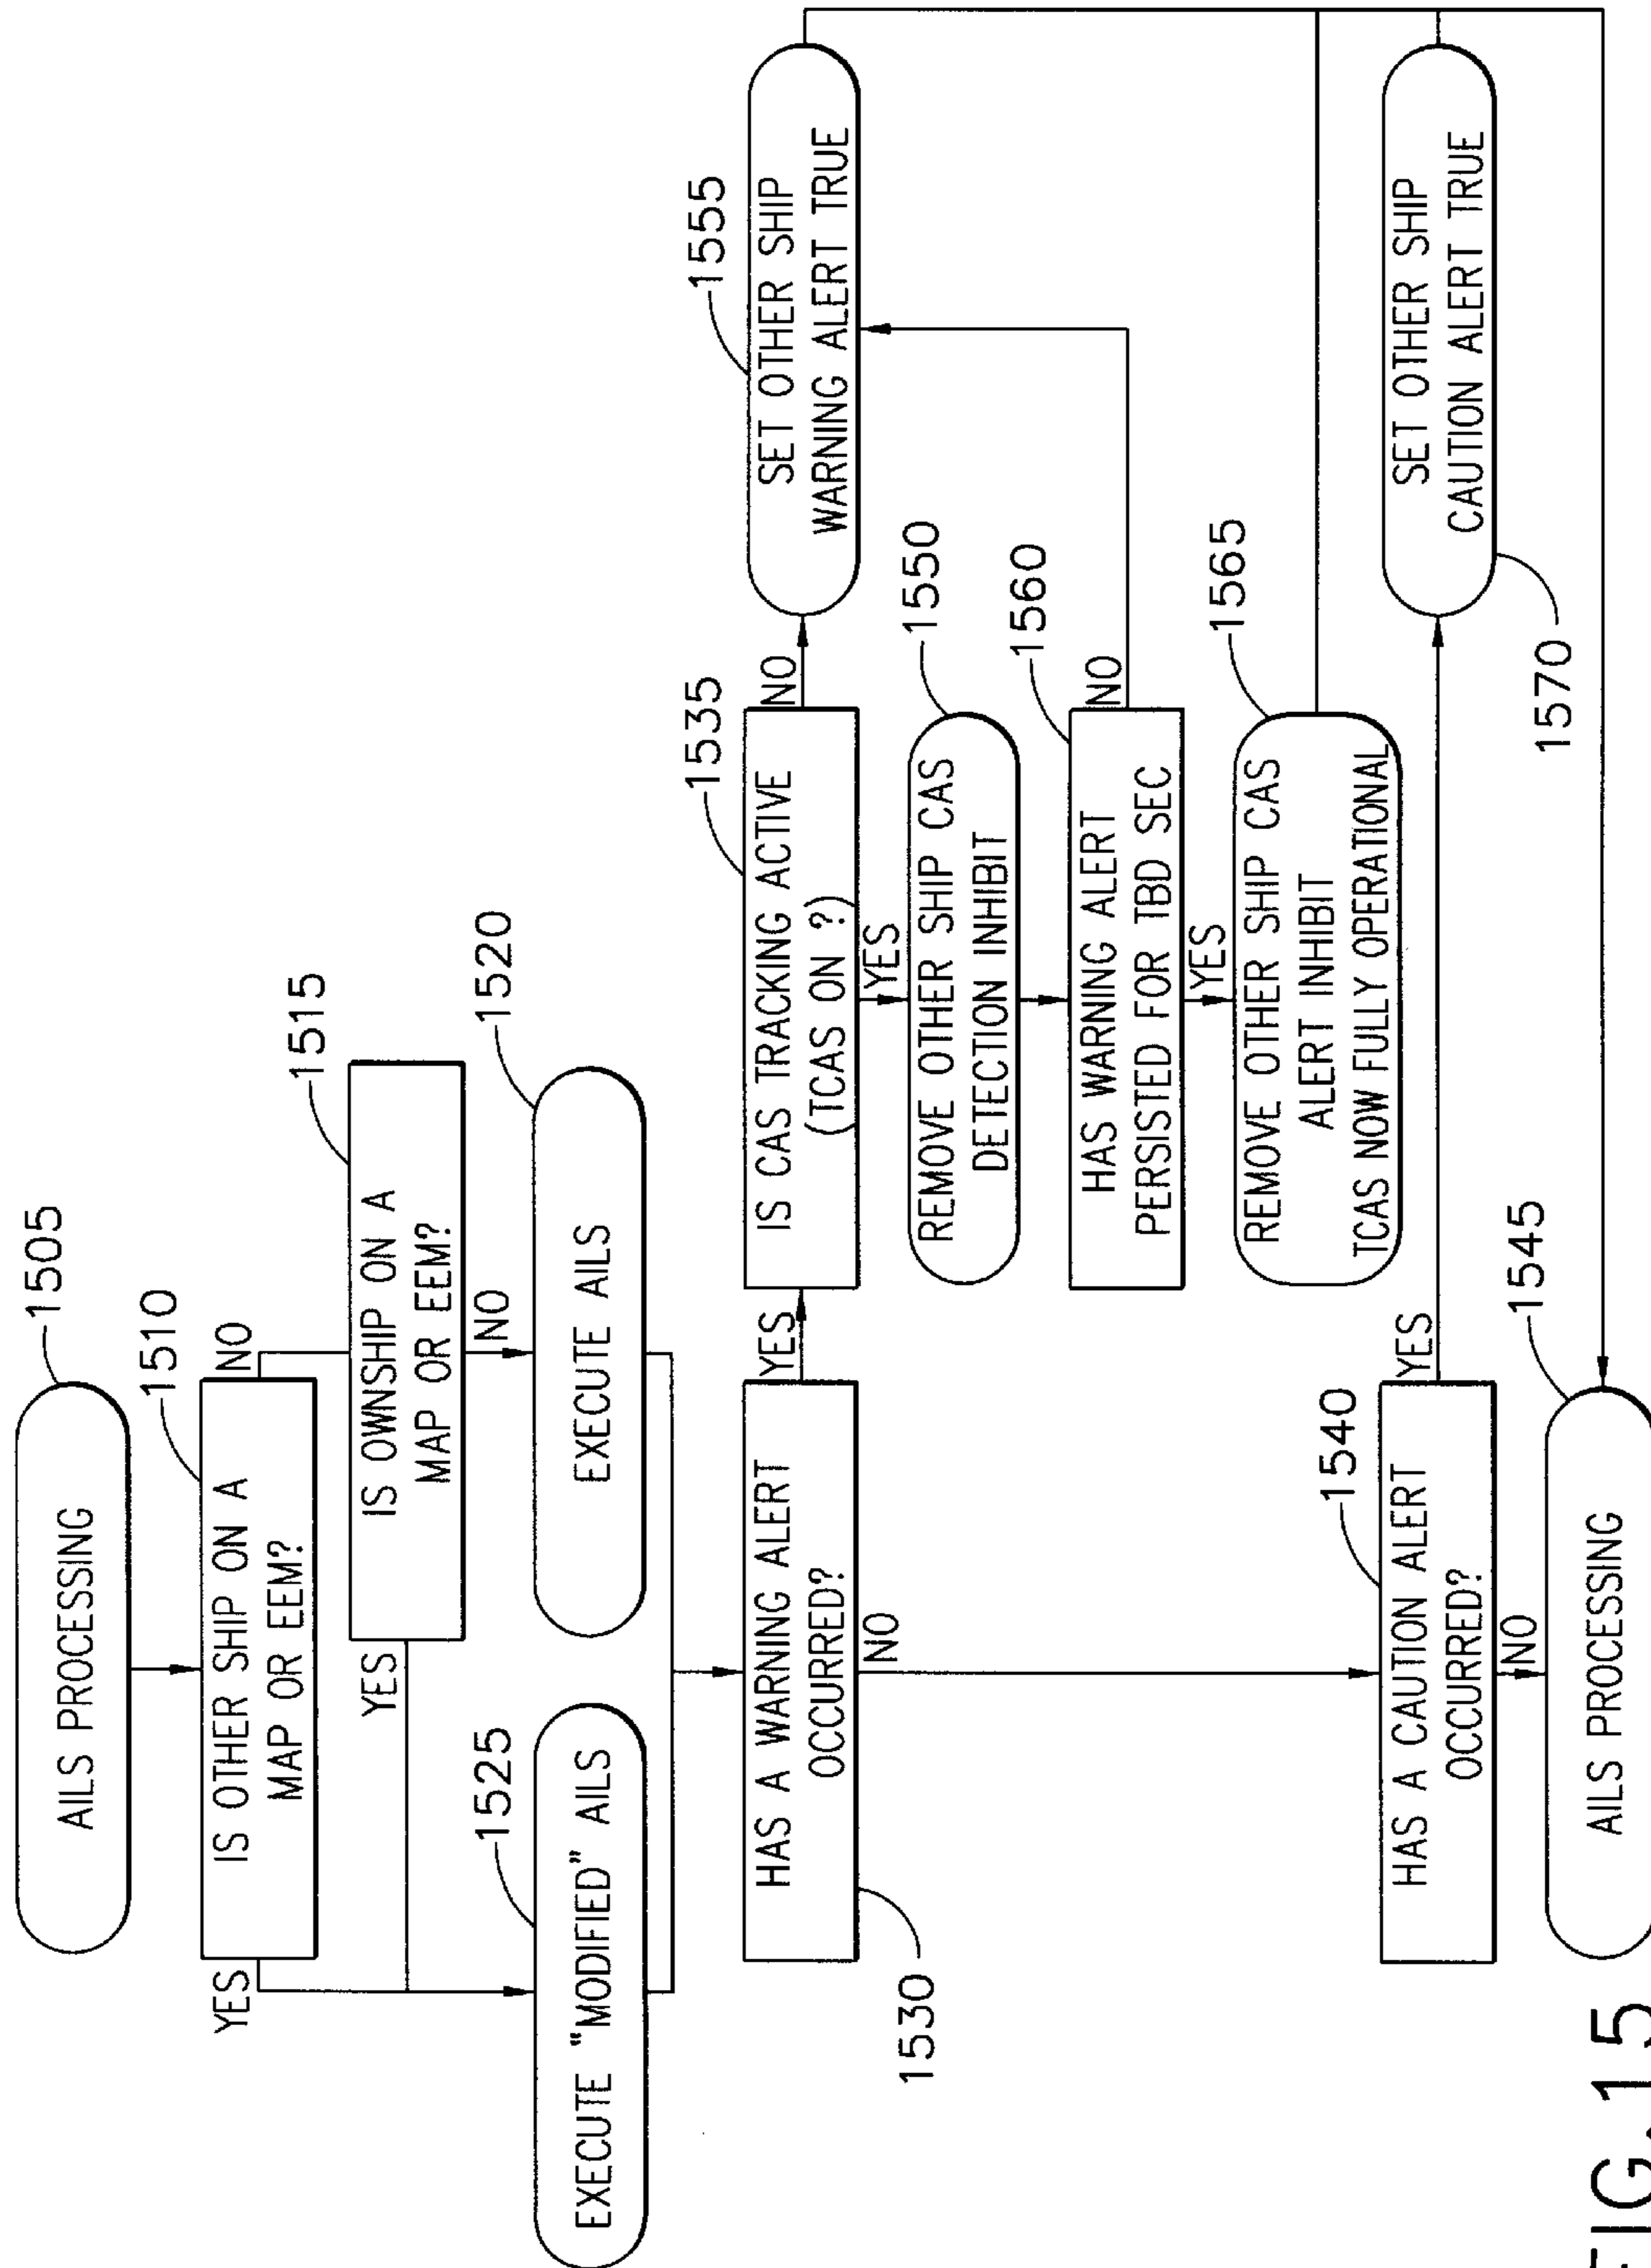 AILS PROCESSING
1505
1510
IS OTHER SHIP ON A
MAP OR EEM?
YES
NO
1515
IS OWNSHIP ON A
MAP OR EEM?
YES
NO
1525
EXECUTE "MODIFIED" AILS
1520
EXECUTE AILS
HAS A WARNING ALERT
OCCURRED?
1530
YES
NO
1535
IS CAS TRACKING ACTIVE
(TCAS ON ?)
NO
YES
1555
SET OTHER SHIP
WARNING ALERT TRUE
1550
REMOVE OTHER SHIP CAS
DETECTION INHIBIT
1560
HAS WARNING ALERT
PERSISTED FOR TBD SEC
NO
YES
1565
REMOVE OTHER SHIP CAS
ALERT INHIBIT
TCAS NOW FULLY OPERATIONAL
1540
HAS A CAUTION ALERT
OCCURRED?
YES
NO
SET OTHER SHIP
CAUTION ALERT TRUE
1570
1545
AILS PROCESSING
FIG.15